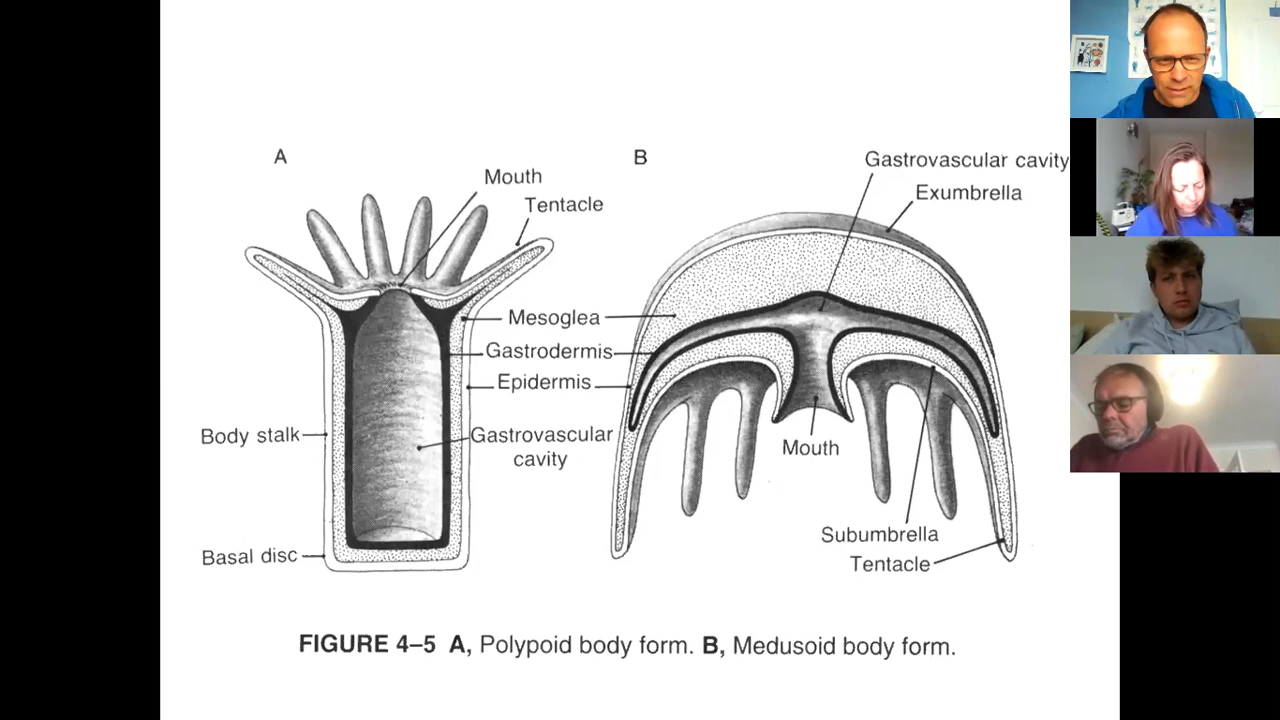 A
B
Mouth
Tentacle
Gastrovascular cavity
Exumbrella
Mesoglea
Gastrodermis
Epidermis
Body stalk
Gastrovascular
cavity
Mouth
Basal disc
Subumbrella
Tentacle
FIGURE 4–5 A, Polypoid body form. B, Medusoid body form.